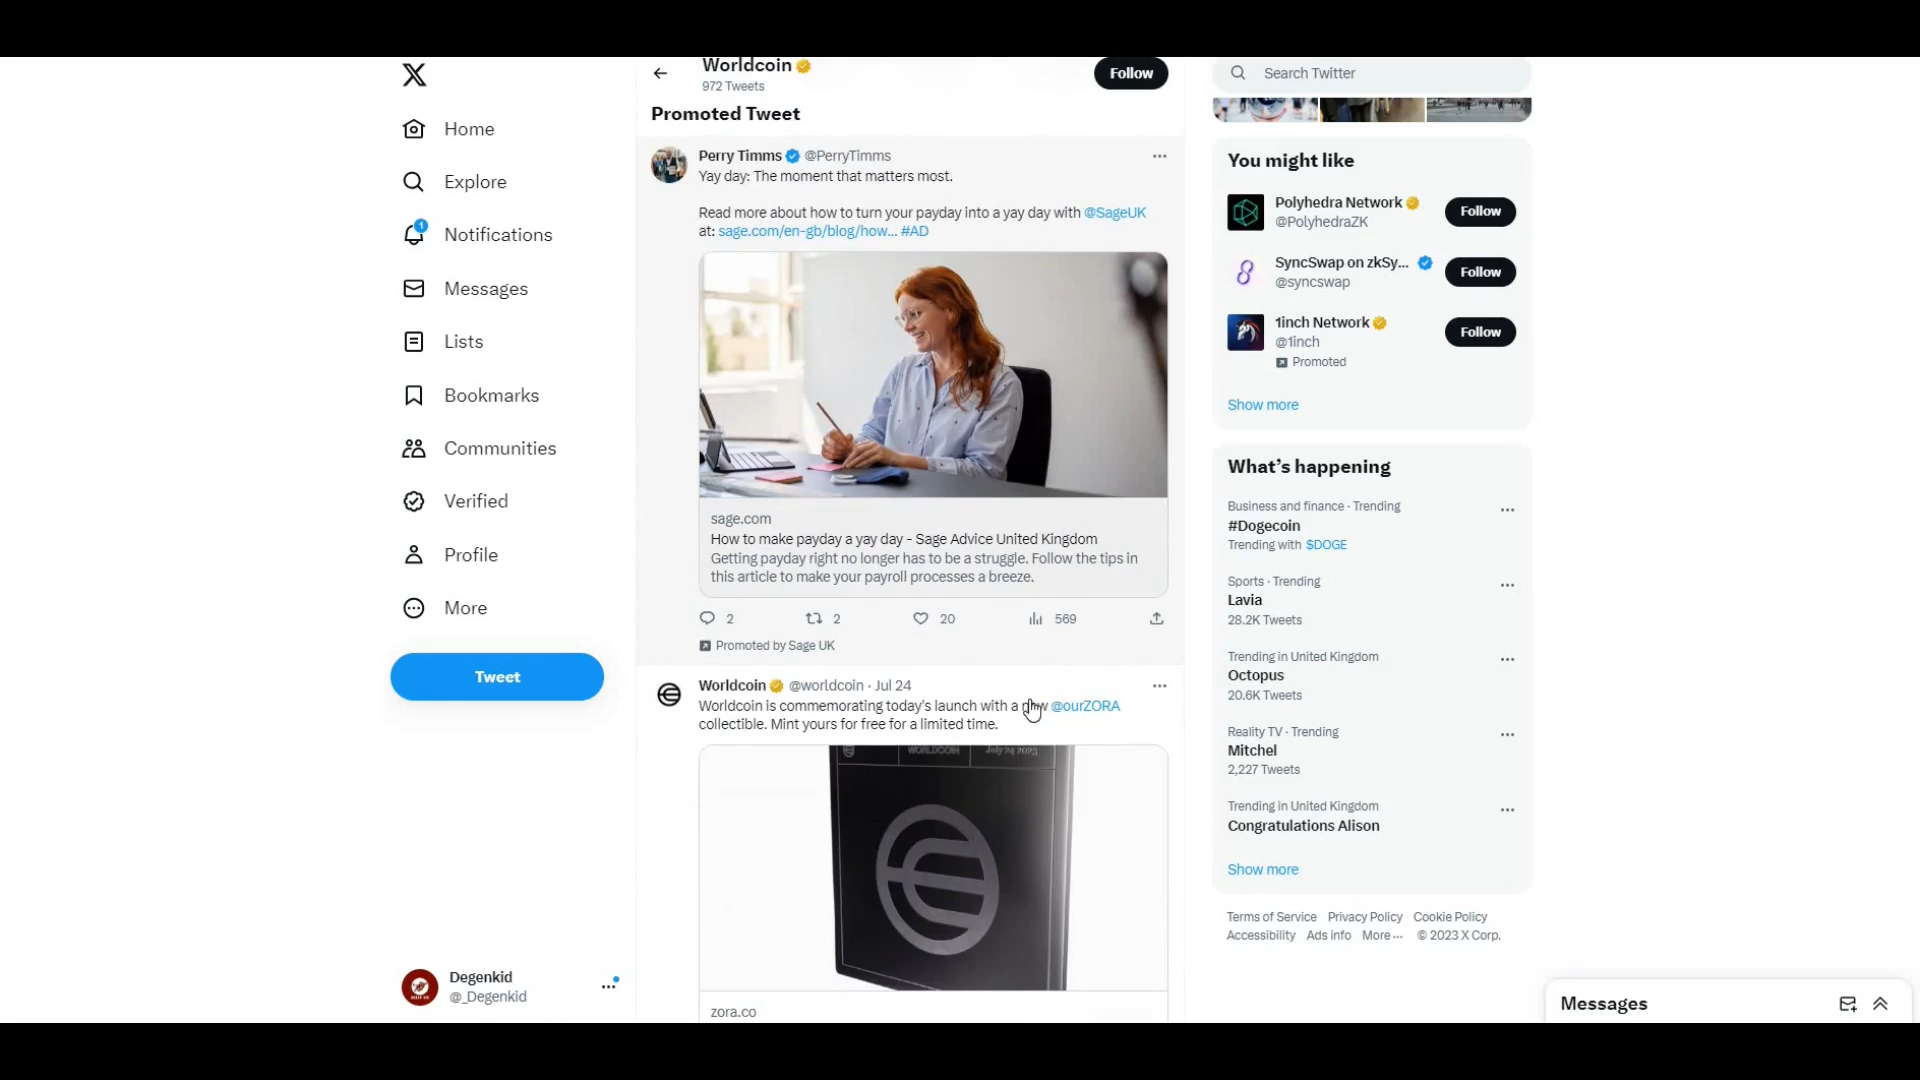 Home
Explore
1
Notifications
Messages
Lists
Bookmarks
Communities
Verified
Profile
More
Tweet
Degenkid
@_Degenkid
Worldcoin
972 Tweets
Follow
Promoted Tweet
Perry Timms @PerryTimms
Yay day: The moment that matters most.
Read more about how to turn your payday into a yay day with @SageUK
at: sage.com/en-gb/blog/how... #AD
sage.com
How to make payday a yay day - Sage Advice United Kingdom
Getting payday right no longer has to be a struggle. Follow the tips in
this article to make your payroll processes a breeze.
2 2 20 569
Promoted by Sage UK
Worldcoin @worldcoin · Jul 24
Worldcoin is commemorating today's launch with a new @ourZORA
collectible. Mint yours for free for a limited time.
WORLDCOIN
zora.co
Search Twitter
You might like
Polyhedra Network
@PolyhedraZK
Follow
SyncSwap on zkSy...
@syncswap
Follow
1inch Network
@1inch
Promoted
Follow
Show more
What's happening
Business and finance · Trending
#Dogecoin
Trending with $DOGE
Sports · Trending
Lavia
28.2K Tweets
Trending in United Kingdom
Octopus
20.6K Tweets
Reality TV · Trending
Mitchel
2,227 Tweets
Trending in United Kingdom
Congratulations Alison
Show more
Terms of Service Privacy Policy Cookie Policy
Accessibility Ads info More ··· © 2023 X Corp.
Messages